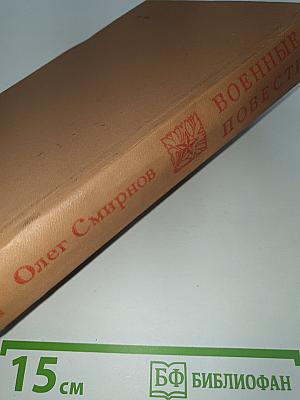 Олег Смирнов
ВОЕННЫЕ
ПОВЕСТИ
15 см
БФ БИБЛИОФАН